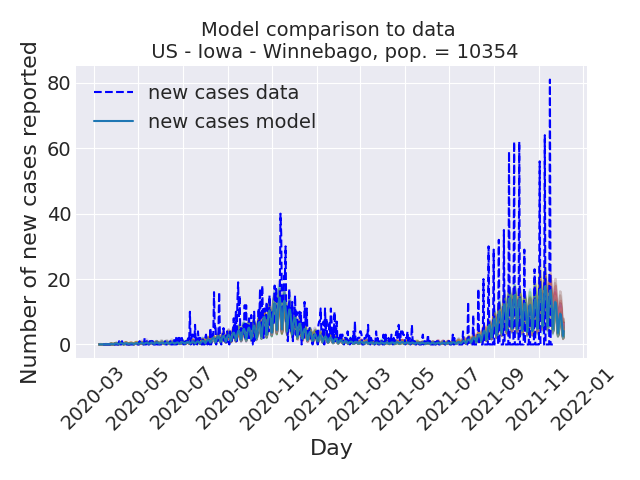 Model comparison to data
US - Iowa - Winnebago, pop. = 10354
Number of new cases reported
80
60
40
20
0
new cases data
new cases model
2020-03
2020-05
2020-07
2020-09
2020-11
2021-01
2021-03
2021-05
2021-07
2021-09
2021-11
2022-01
Day